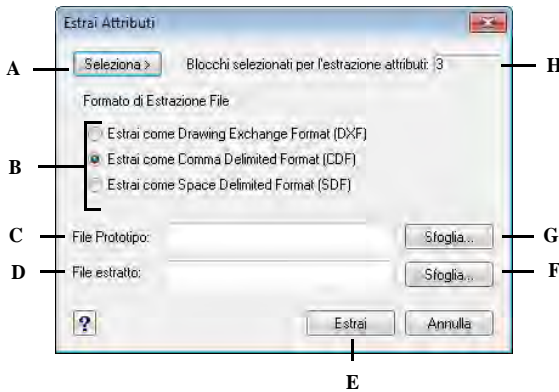 Estrai Attributi
A Seleziona > Blocchi selezionati per l'estrazione attributi: 3 H
Formato di Estrazione File
B
Estrai come Drawing Exchange Format (DXF)
Estrai come Comma Delimited Format (CDF)
Estrai come Space Delimited Format (SDF)
C File Prototipo: Sfoglia... G
D File estratto: Sfoglia... F
? Estrai Annulla
E